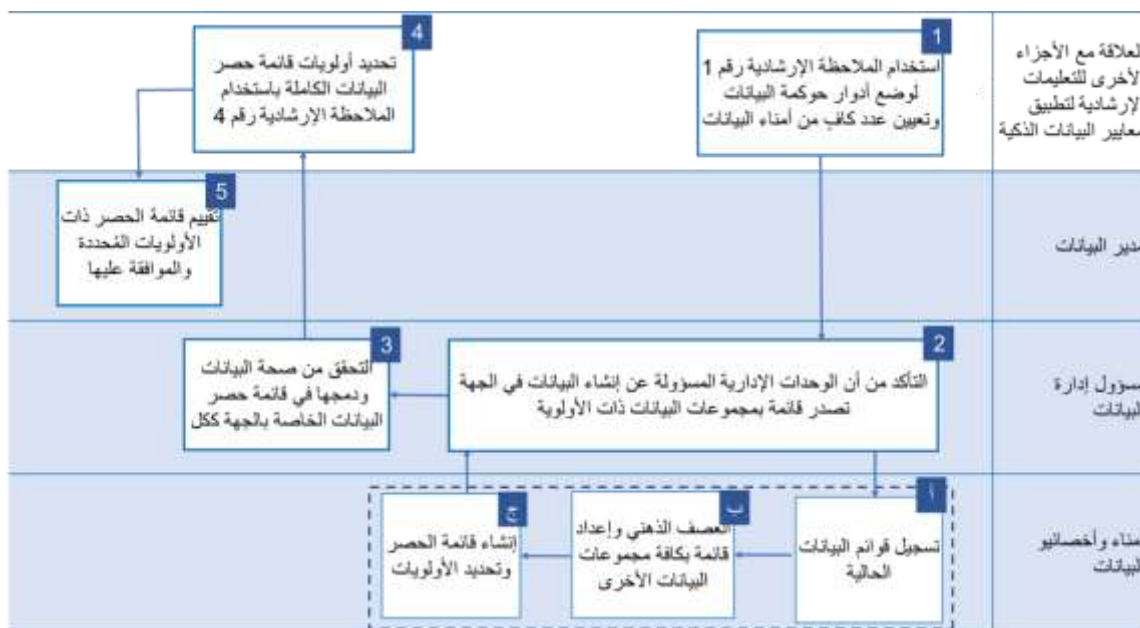 العلاقة مع الأجزاء
الأخرى للتعليمات
الإرشادية لتطبيق
معايير البيانات الذكية
1
استخدام الملاحظة الإرشادية رقم 1
لوضع أدوار حوكمة البيانات
وتعيين عدد كافٍ من أمناء البيانات
4
تحديد أولويات قائمة حصر
البيانات الكاملة باستخدام
الملاحظة الإرشادية رقم 4
مدير البيانات
5
تقييم قائمة الحصر ذات
الأولويات المُحددة
والموافقة عليها
مسؤول إدارة
البيانات
2
التأكد من أن الوحدات الإدارية المسؤولة عن إنشاء البيانات في الجهة
تصدر قائمة بمجموعات البيانات ذات الأولوية
3
التحقق من صحة البيانات
ودمجها في قائمة حصر
البيانات الخاصة بالجهة ككل
أمناء وأخصائيو
البيانات
أ
تسجيل قوائم البيانات
الحالية
ب
العصف الذهني وإعداد
قائمة بكافة مجموعات
البيانات الأخرى
ج
إنشاء قائمة الحصر
وتحديد الأولويات